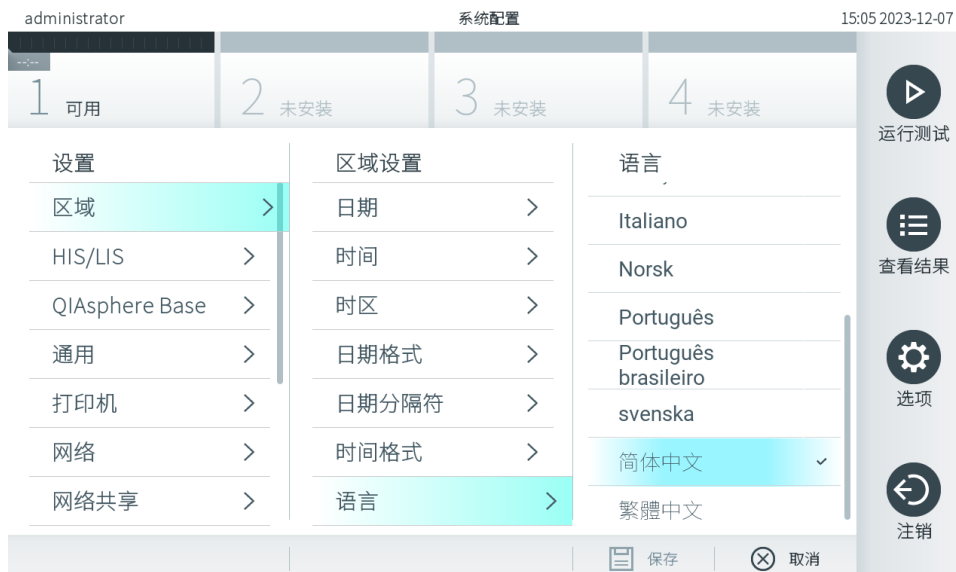 administrator
系统配置
15:05 2023-12-07
--:--
1 可用
2 未安装
3 未安装
4 未安装
设置
区域
HIS/LIS
QIAsphere Base
通用
打印机
网络
网络共享
区域设置
日期
时间
时区
日期格式
日期分隔符
时间格式
语言
语言
Italiano
Norsk
Português
Português
brasileiro
svenska
简体中文
繁體中文
保存
取消
运行测试
查看结果
选项
注销